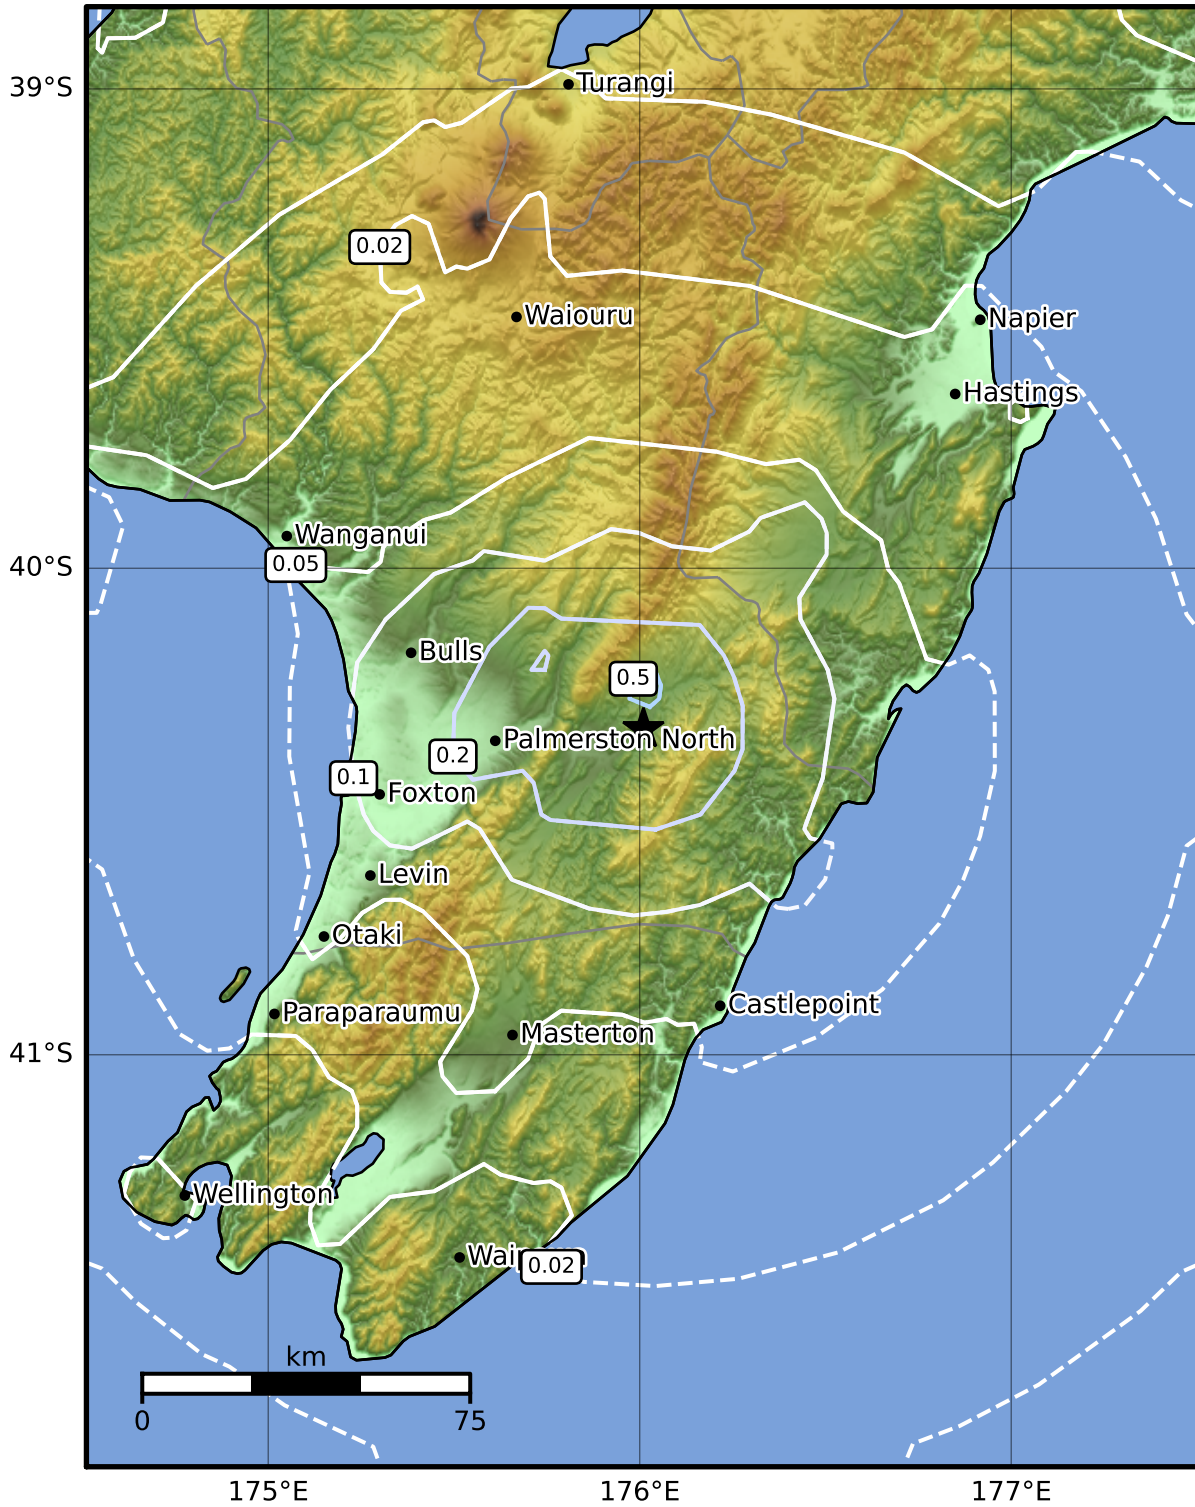 39°S
Turangi
0.02
Waiouru
Napier
Hastings
Wanganui
0.05
40°S
Bulls
0.5
Palmerston North
0.2
0.1
Foxton
Levin
Otaki
Paraparaumu
Castlepoint
Masterton
41°S
Wellington
0.02
km
0
75
175°E
176°E
177°E